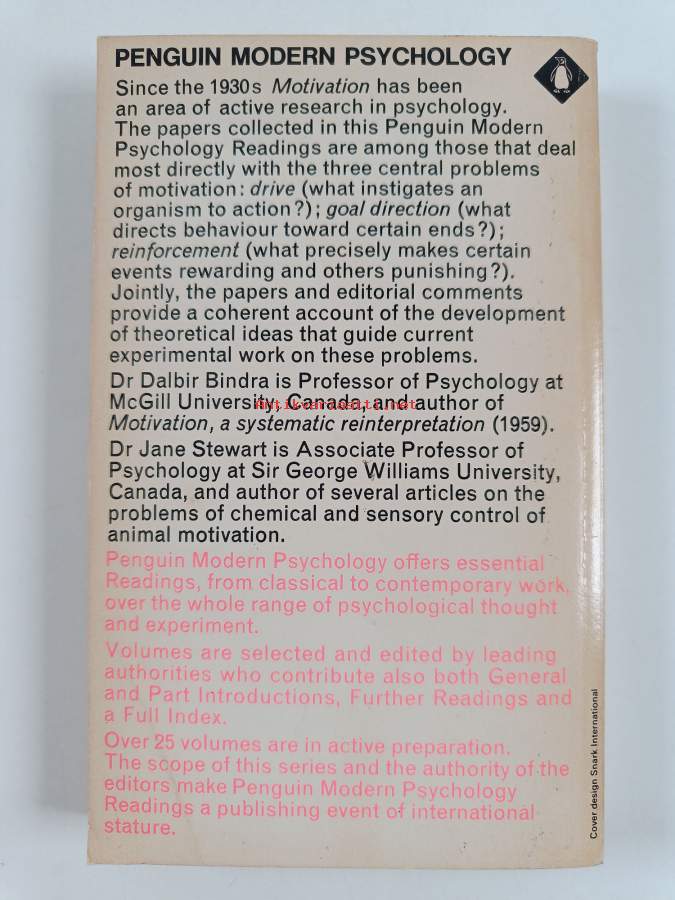 PENGUIN MODERN PSYCHOLOGY
Since the 1930s Motivation has been
an area of active research in psychology.
The papers collected in this Penguin Modern
Psychology Readings are among those that deal
most directly with the three central problems
of motivation: drive (what instigates an
organism to action?); goal direction (what
directs behaviour toward certain ends?);
reinforcement (what precisely makes certain
events rewarding and others punishing?).
Jointly, the papers and editorial comments
provide a coherent account of the development
of theoretical ideas that guide current
experimental work on these problems.
Dr Dalbir Bindra is Professor of Psychology at
McGill University, Canada, and author of
Motivation, a systematic reinterpretation (1959).
Dr Jane Stewart is Associate Professor of
Psychology at Sir George Williams University,
Canada, and author of several articles on the
problems of chemical and sensory control of
animal motivation.
Penguin Modern Psychology offers essential
Readings, from classical to contemporary work,
over the whole range of psychological thought
and experiment.
Volumes are selected and edited by leading
authorities who contribute also both General
and Part Introductions, Further Readings and
a Full Index.
Over 25 volumes are in active preparation.
The scope of this series and the authority of the
editors make Penguin Modern Psychology
Readings a publishing event of international
stature.
Cover design Snark International